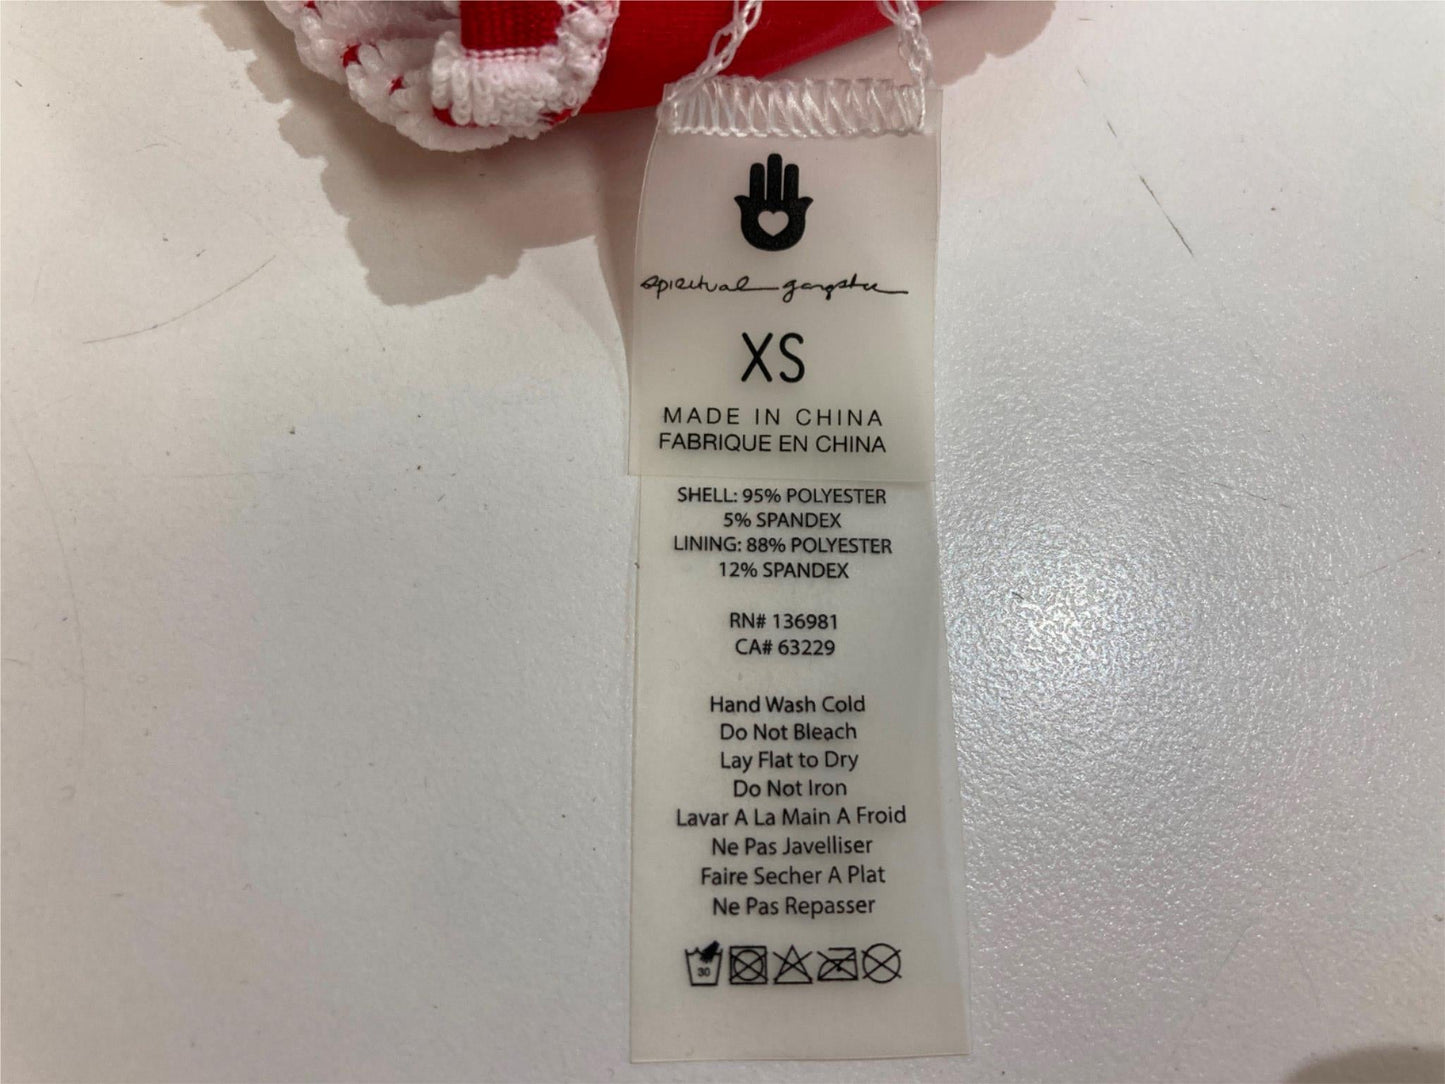 spiritual gangster
XS
MADE IN CHINA
FABRIQUE EN CHINA
SHELL: 95% POLYESTER
5% SPANDEX
LINING: 88% POLYESTER
12% SPANDEX
RN# 136981
CA# 63229
Hand Wash Cold
Do Not Bleach
Lay Flat to Dry
Do Not Iron
Lavar A La Main A Froid
Ne Pas Javelliser
Faire Secher A Plat
Ne Pas Repasser
30